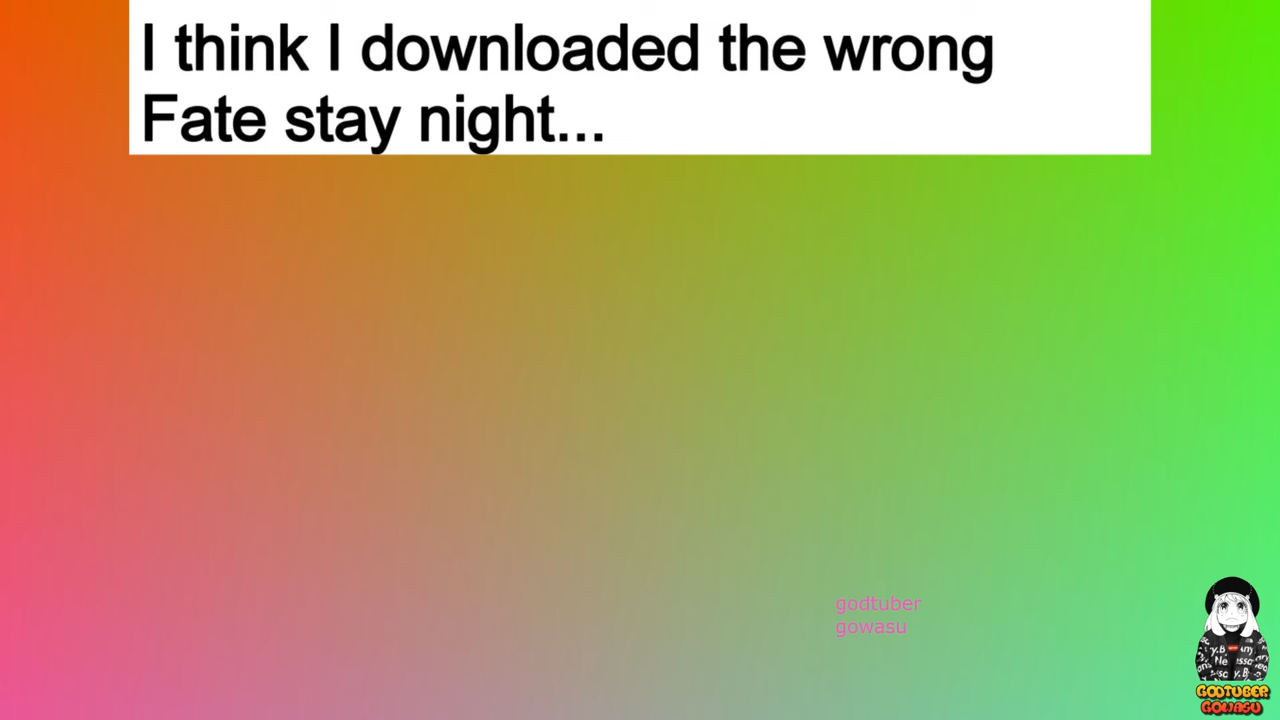 I think I downloaded the wrong
Fate stay night...
godtuber
gowasu
GODTUBER
GOWASU